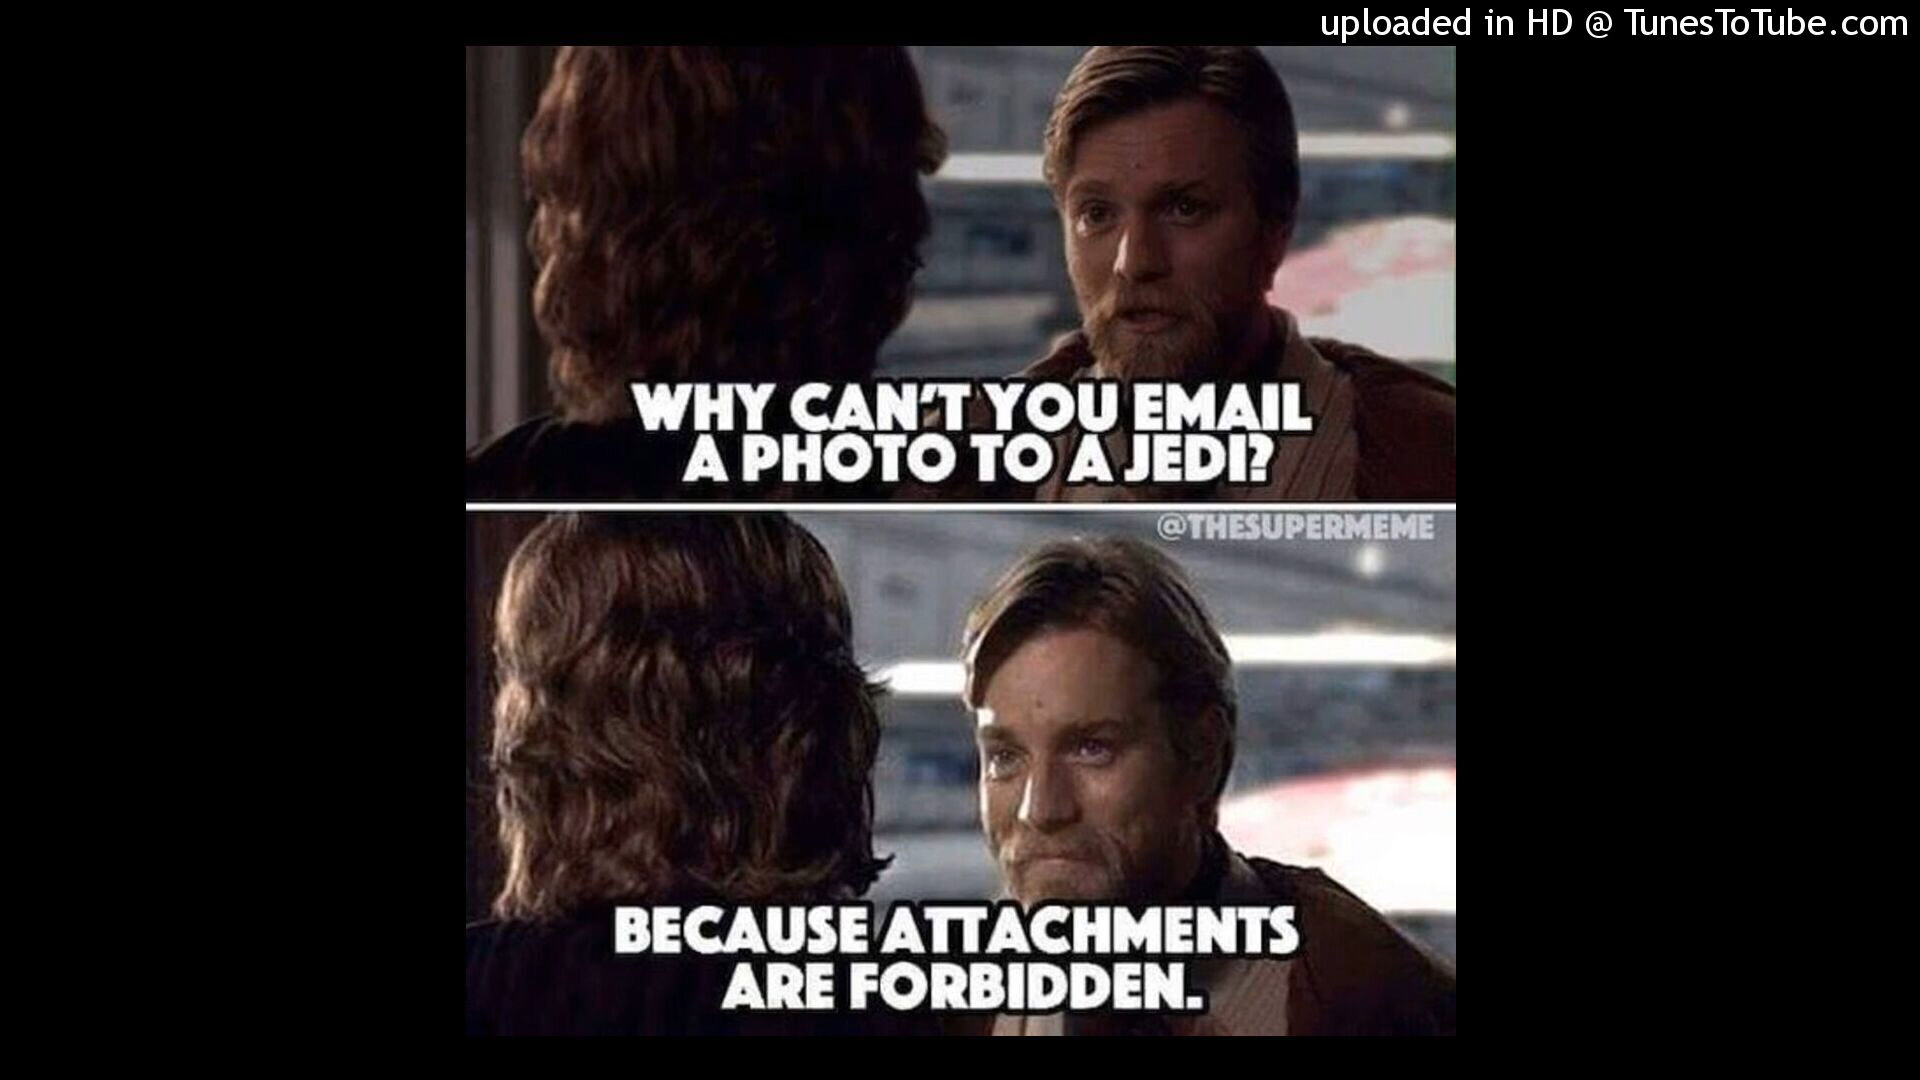 uploaded in HD @ TunesToTube.com
WHY CAN'T YOU EMAIL
A PHOTO TO A JEDI?
@THESUPERMEME
BECAUSE ATTACHMENTS
ARE FORBIDDEN.